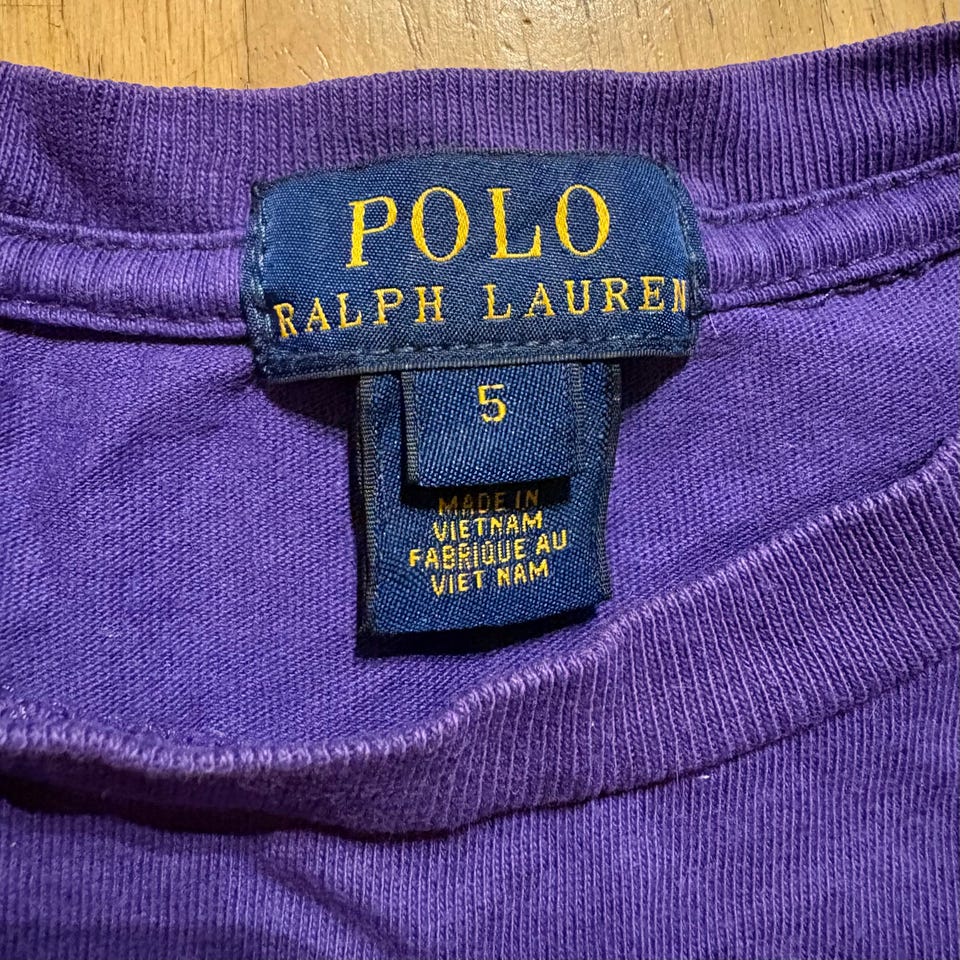 POLO
RALPH LAUREN
5
MADE IN
VIETNAM
FABRIQUE AU
VIET NAM